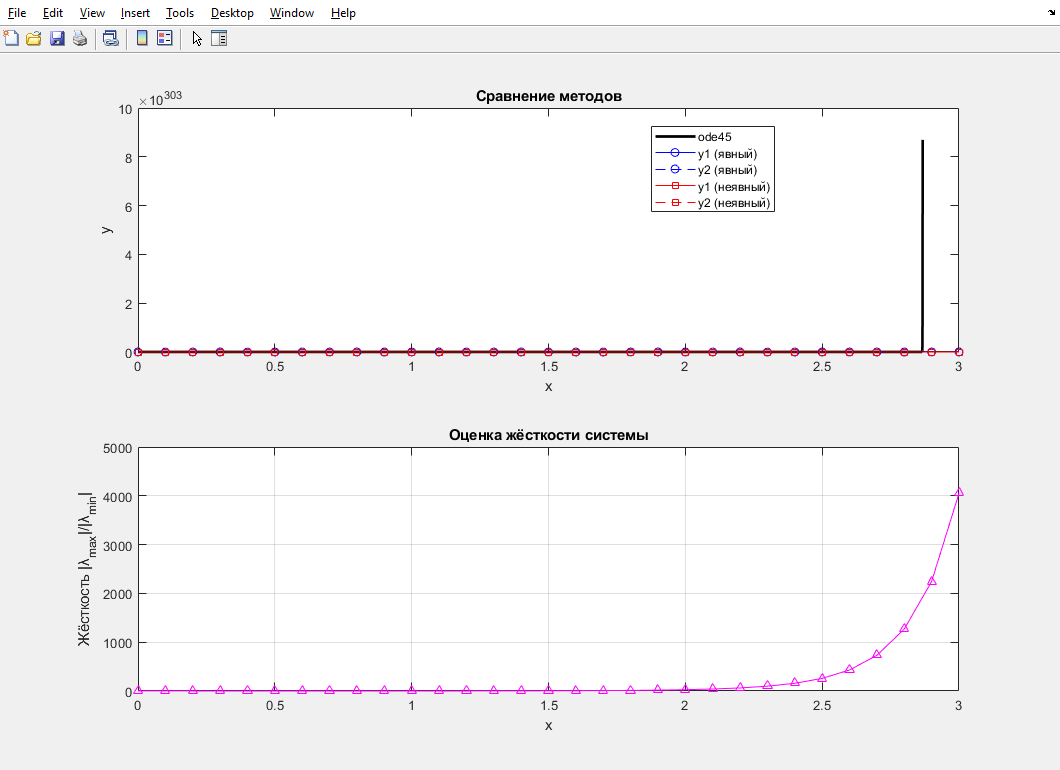 File Edit View Insert Tools Desktop Window Help
Сравнение методов
×10³⁰³
10
8
6
4
2
0
y
ode45
y1 (явный)
y2 (явный)
y1 (неявный)
y2 (неявный)
0 0.5 1 1.5 2 2.5 3
x
Оценка жёсткости системы
5000
4000
3000
2000
1000
0
Жёсткость |λmax|/|λmin|
0 0.5 1 1.5 2 2.5 3
x